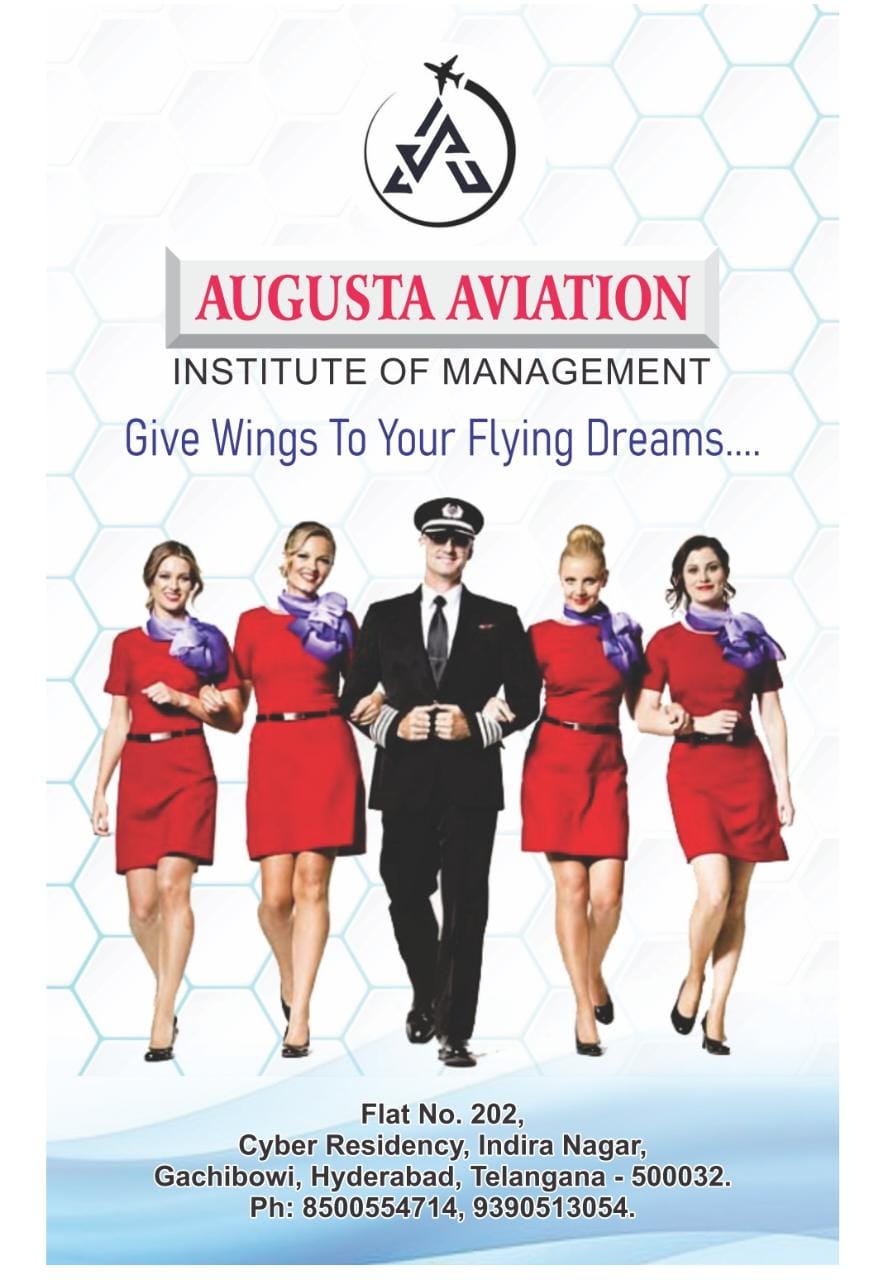 AUGUSTA AVIATION
INSTITUTE OF MANAGEMENT
Give Wings To Your Flying Dreams....
Flat No. 202,
Cyber Residency, Indira Nagar,
Gachibowi, Hyderabad, Telangana - 500032.
Ph: 8500554714, 9390513054.